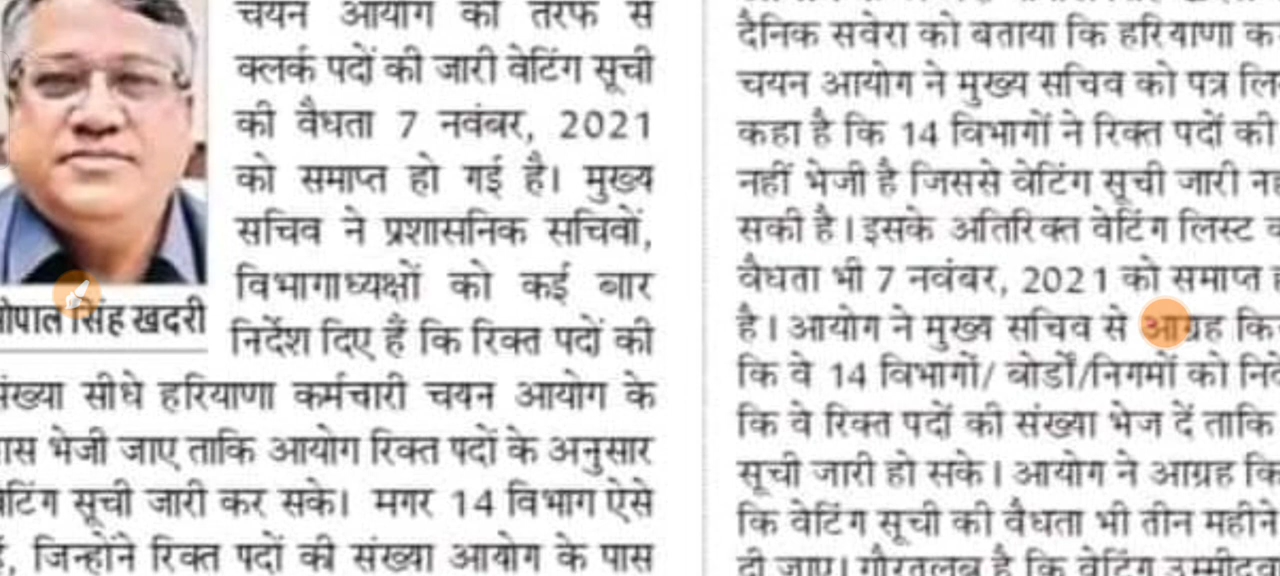 चयन आयोग की तरफ से
क्लर्क पदों की जारी वेटिंग सूची
की वैधता 7 नवंबर, 2021
को समाप्त हो गई है। मुख्य
सचिव ने प्रशासनिक सचिवों,
विभागाध्यक्षों को कई बार
निर्देश दिए हैं कि रिक्त पदों की
सिंह खदरी
सीधे हरियाणा कर्मचारी चयन आयोग के
भेजी जाए ताकि आयोग रिक्त पदों के अनुसार
सूची जारी कर सके। मगर 14 विभाग ऐसे
जिन्होंने रिक्त पदों की संख्या आयोग के पास
दैनिक सवेरा को बताया कि हरियाणा
चयन आयोग ने मुख्य सचिव को पत्र
कहा है कि 14 विभागों ने रिक्त पदों की
नहीं भेजी है जिससे वेटिंग सूची जारी
सकी है। इसके अतिरिक्त वेटिंग लिस्ट
वैधता भी 7 नवंबर, 2021 को समाप्त
है। आयोग ने मुख्य सचिव से आग्रह
कि वे 14 विभागों/ बोर्डों/निगमों को
कि वे रिक्त पदों की संख्या भेज दें ताकि
सूची जारी हो सके। आयोग ने आग्रह
कि वेटिंग सूची की वैधता भी तीन महीने
दी जाए। गौरतलब है कि वेटिंग